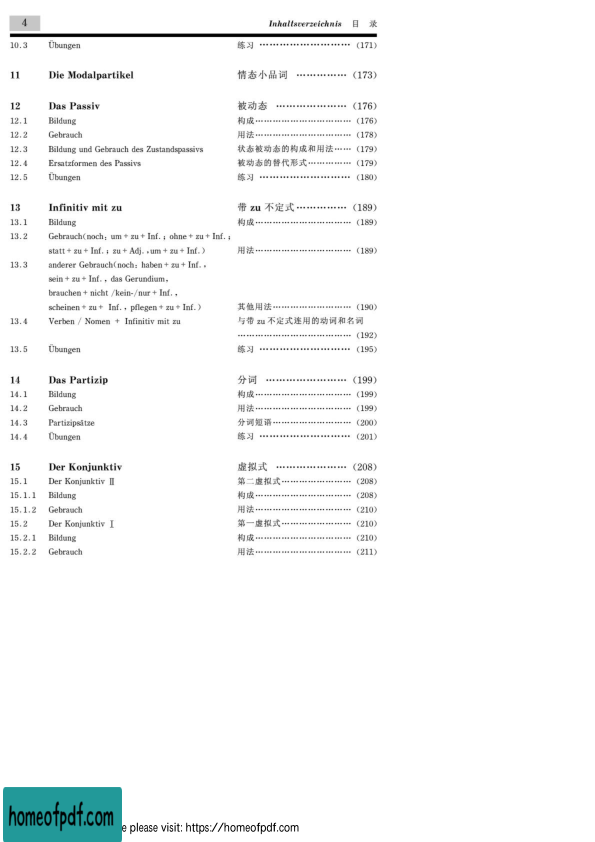 4 Inhaltsverzeichnis 目 录
10.3 Übungen 练习 ………………………… (171)
11 Die Modalpartikel 情态小品词 …………… (173)
12 Das Passiv 被动态 ………………… (176)
12.1 Bildung 构成…………………………… (176)
12.2 Gebrauch 用法…………………………… (178)
12.3 Bildung und Gebrauch des Zustandspassivs 状态被动态的构成和用法…… (179)
12.4 Ersatzformen des Passivs 被动态的替代形式…………… (179)
12.5 Übungen 练习 ………………………… (180)
13 Infinitiv mit zu 带 zu 不定式…………… (189)
13.1 Bildung 构成…………………………… (189)
13.2 Gebrauch(noch: um + zu + Inf.; ohne + zu + Inf.;
statt + zu + Inf.; zu + Adj.,um + zu + Inf.) 用法…………………………… (189)
13.3 anderer Gebrauch(noch: haben + zu + Inf.,
sein + zu + Inf., das Gerundium,
brauchen + nicht /kein-/nur + Inf.,
scheinen + zu + Inf., pflegen + zu + Inf.) 其他用法……………………… (190)
13.4 Verben / Nomen + Infinitiv mit zu 与带 zu 不定式连用的动词和名词
………………………………… (192)
13.5 Übungen 练习 ………………………… (195)
14 Das Partizip 分词 …………………… (199)
14.1 Bildung 构成…………………………… (199)
14.2 Gebrauch 用法…………………………… (199)
14.3 Partizipsätze 分词短语……………………… (200)
14.4 Übungen 练习 ………………………… (201)
15 Der Konjunktiv 虚拟式 ………………… (208)
15.1 Der Konjunktiv Ⅱ 第二虚拟式…………………… (208)
15.1.1 Bildung 构成…………………………… (208)
15.1.2 Gebrauch 用法…………………………… (210)
15.2 Der Konjunktiv Ⅰ 第一虚拟式…………………… (210)
15.2.1 Bildung 构成…………………………… (210)
15.2.2 Gebrauch 用法…………………………… (211)
homeofpdf.com
e please visit: https://homeofpdf.com